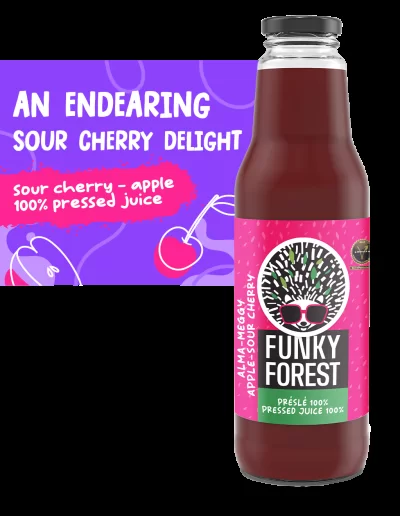 AN ENDEARING
SOUR CHERRY DELIGHT
Sour cherry - apple
100% pressed juice
ALMA-MEGGY
APPLE-SOUR CHERRY
FUNKY
FOREST
PRÉSLÉ 100%
PRESSED JUICE 100%